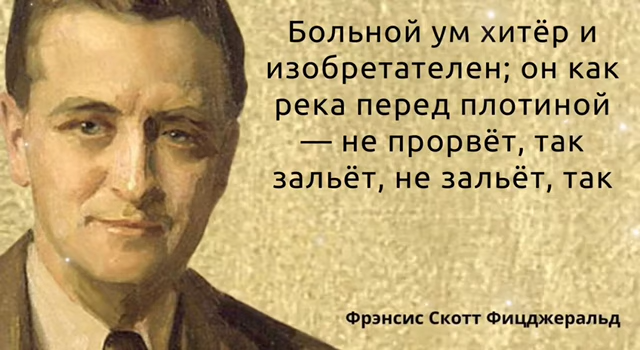 Больной ум хитёр и
изобретателен; он как
река перед плотиной
— не прорвёт, так
зальёт, не зальёт, так
Фрэнсис Скотт Фицджеральд